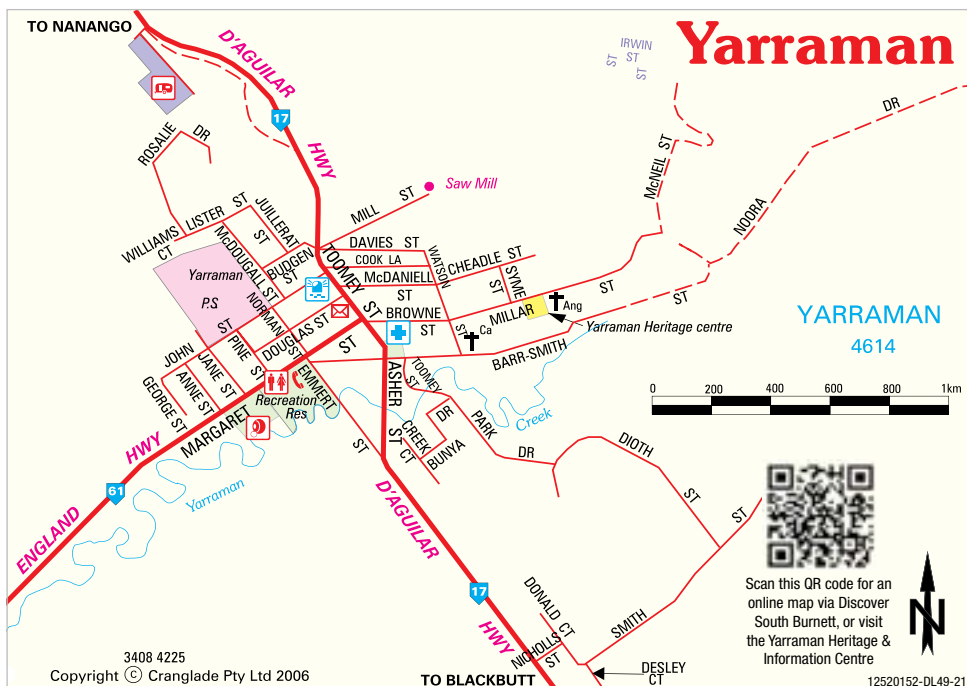 TO NANANGO
Yarraman
IRWIN
ST ST
ST
D'AGUILAR
17
HWY
DR
ROSALIE
DR
McNEIL ST
NOORA
Saw Mill
MILL ST
WILLIAMS
CT
LISTER ST
JUILLERAT
ST
McDOUGALL ST
BUDGEN
ST
TOOMEY
ST
DAVIES ST
COOK LA
McDANIELL
ST
WATSON
ST
CHEADLE ST
SYME
ST
Yarraman
P.S
NORMAN
ST
BROWNE
ST
MILLAR
ST
Ang
Ca
Yarraman Heritage centre
ST
BARR-SMITH
YARRAMAN
4614
JOHN ST
PINE ST
DOUGLAS ST
ST
JANE ST
ANNE ST
GEORGE ST
MARGARET
EMMERT
ST
Recreation
Res
ASHER
ST
TOOMEY
ST
PARK
DR
DR
CREEK
CT
BUNYA
Creek
0 200 400 600 800 1km
HWY
61
ENGLAND
Yarraman
D'AGUILAR
17
HWY
DIOTH
ST
ST
SMITH
DONALD CT
NICHOLLS
ST
DESLEY
CT
TO BLACKBUTT
Scan this QR code for an
online map via Discover
South Burnett, or visit
the Yarraman Heritage &
Information Centre
N
3408 4225
Copyright © Cranglade Pty Ltd 2006
12520152-DL49-21